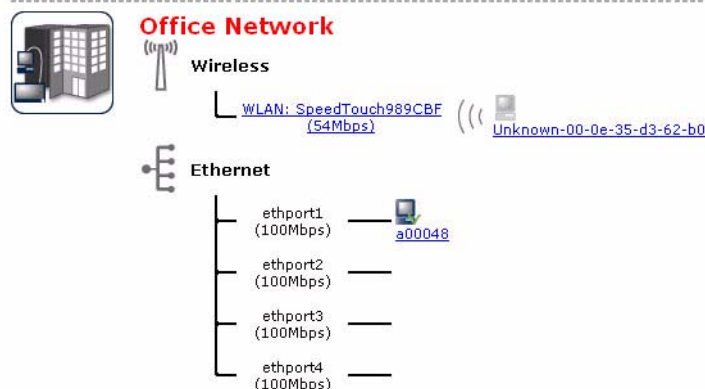 Office Network
Wireless
WLAN: SpeedTouch989CBF
(54Mbps)
Unknown-00-0e-35-d3-62-b0
Ethernet
ethport1
(100Mbps)
a00048
ethport2
(100Mbps)
ethport3
(100Mbps)
ethport4
(100Mbps)